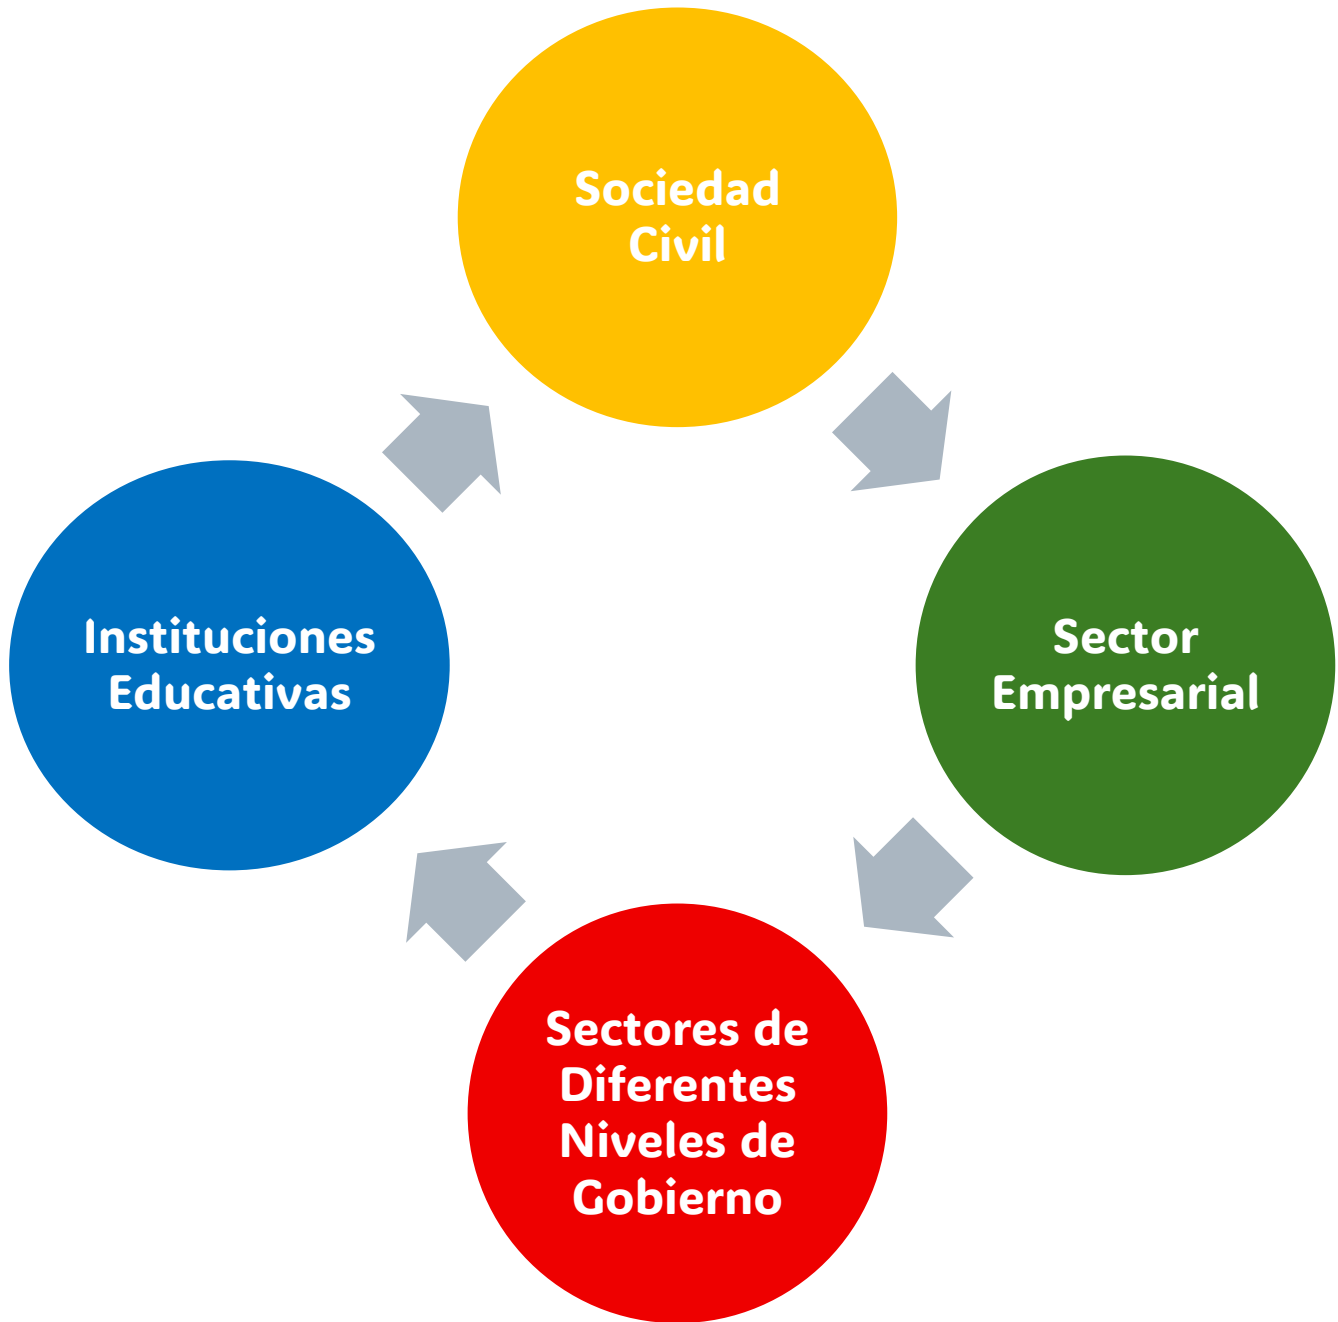 Sociedad
Civil
Instituciones
Educativas
Sector
Empresarial
Sectores de
Diferentes
Niveles de
Gobierno